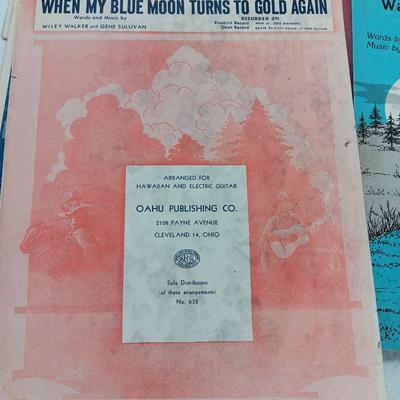 WHEN MY BLUE MOON TURNS TO GOLD AGAIN
Words and Music by
WILEY WALKER and GENE SULLIVAN
RECORDED ON
Bluebird Record
Okeh Record
ARRANGED FOR
HAWAIIAN AND ELECTRIC GUITAR
OAHU PUBLISHING CO.
2108 PAYNE AVENUE
CLEVELAND 14, OHIO
Sole Distributors
(of these arrangements)
No. 635
Wa
Words b
Music by